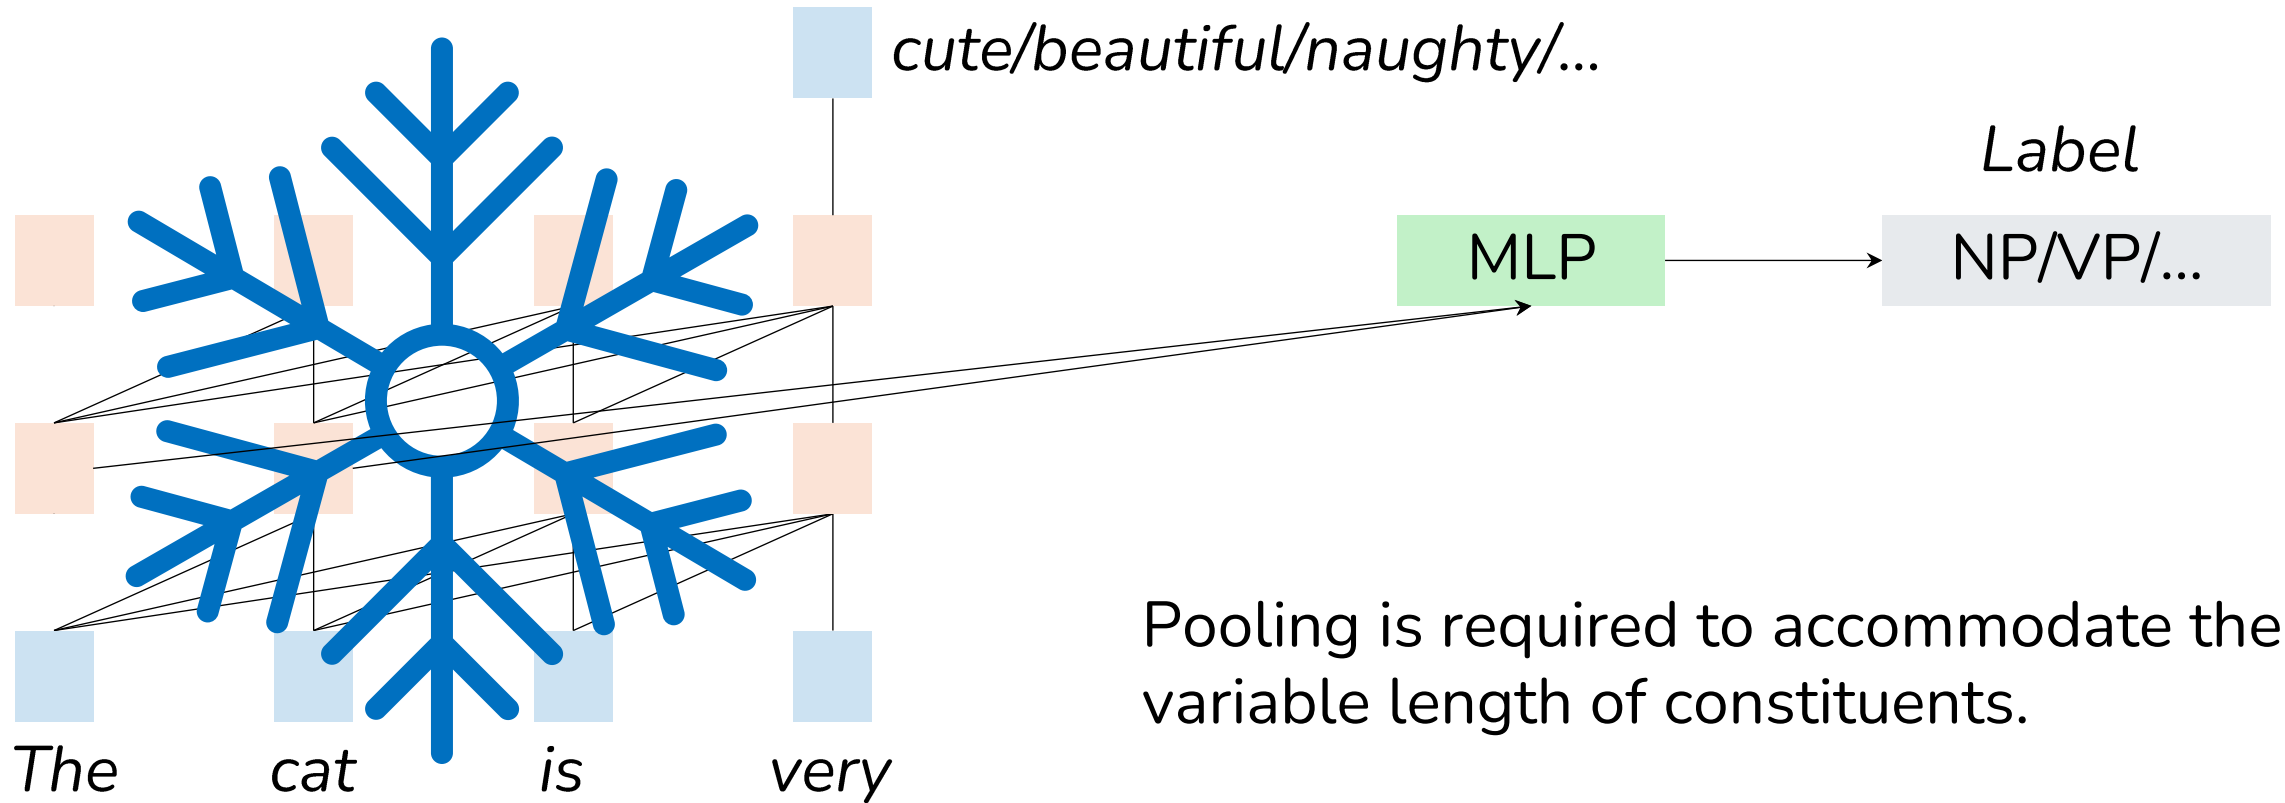 cute/beautiful/naughty/...
Label
MLP
NP/VP/...
Pooling is required to accommodate the
variable length of constituents.
The cat is very